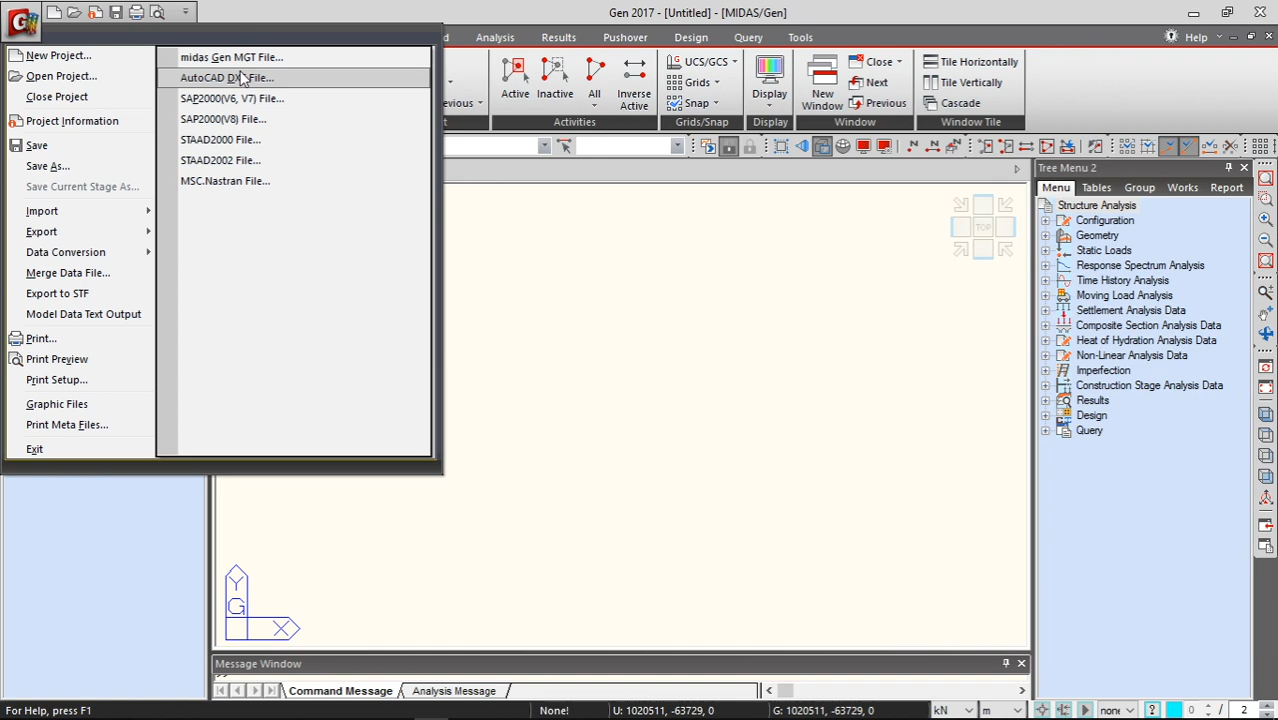 Gen 2017 - [Untitled] - [MIDAS/Gen]
Analysis
Results
Pushover
Design
Query
Tools
Help
New Project...
Open Project...
Close Project
Project Information
Save
Save As...
Save Current Stage As...
Import
Export
Data Conversion
Merge Data File...
Export to STF
Model Data Text Output
Print...
Print Preview
Print Setup...
Graphic Files
Print Meta Files...
Exit
midas Gen MGT File...
AutoCAD DXF File...
SAP2000(V6, V7) File...
SAP2000(V8) File...
STAAD2000 File...
STAAD2002 File...
MSC.Nastran File...
Active
Inactive
All
Inverse Active
Activities
UCS/GCS
Grids
Snap
Grids/Snap
Display
Display
New Window
Close
Next
Previous
Window
Tile Horizontally
Tile Vertically
Cascade
Window Tile
TOP
Tree Menu 2
Menu
Tables
Group
Works
Report
Structure Analysis
Configuration
Geometry
Static Loads
Response Spectrum Analysis
Time History Analysis
Moving Load Analysis
Settlement Analysis Data
Composite Section Analysis Data
Heat of Hydration Analysis Data
Non-Linear Analysis Data
Imperfection
Construction Stage Analysis Data
Results
Design
Query
Y
G
X
Message Window
>>
Command Message
Analysis Message
For Help, press F1
None!
U: 1020511, -63729, 0
G: 1020511, -63729, 0
kN
m
none
0
2